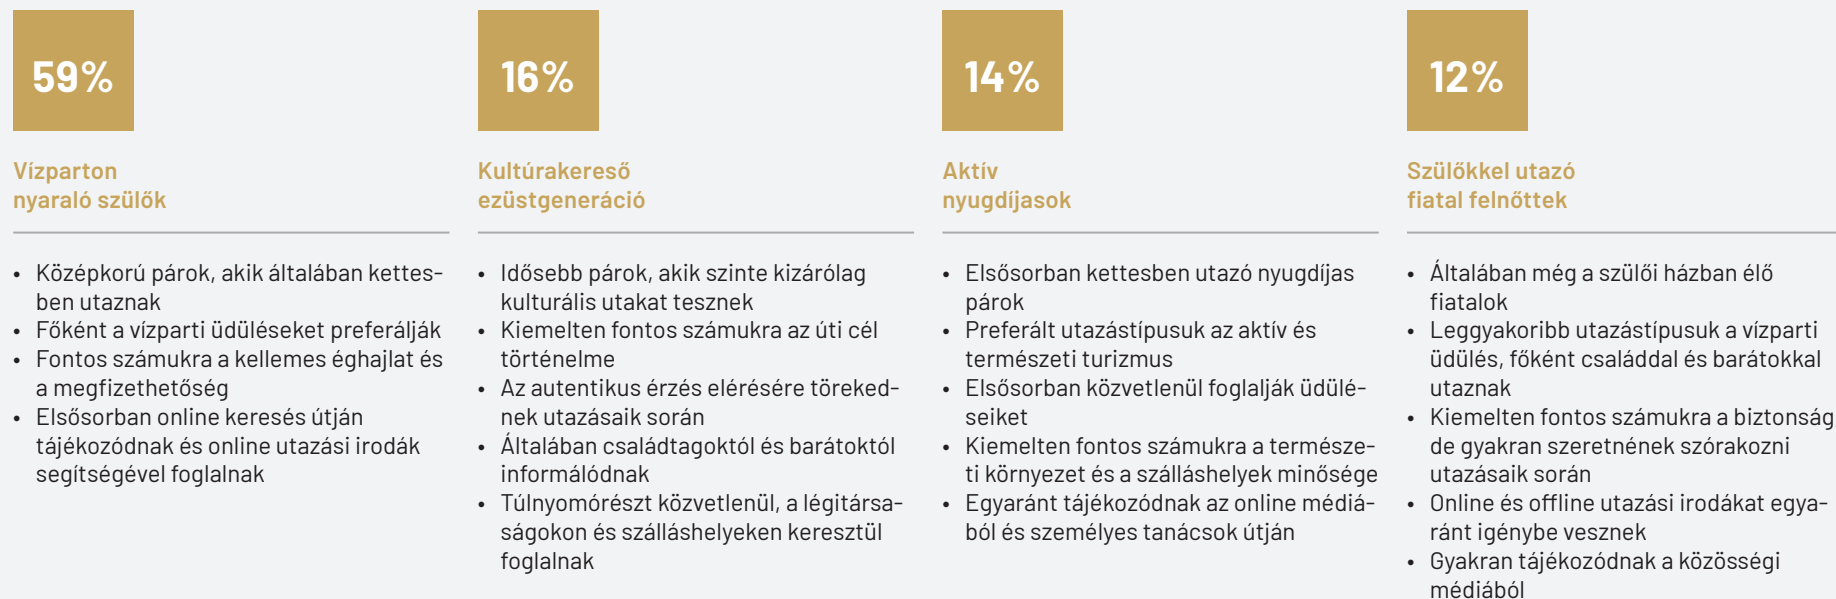 59%
Vízparton
nyaraló szülők
• Középkorú párok, akik általában kettes-
ben utaznak
• Főként a vízparti üdüléseket preferálják
• Fontos számukra a kellemes éghajlat és
a megfizethetőség
• Elsősorban online keresés útján
tájékozódnak és online utazási irodák
segítségével foglalnak
16%
Kultúrakereső
ezüstgeneráció
• Idősebb párok, akik szinte kizárólag
kulturális utakat tesznek
• Kiemelten fontos számukra az úti cél
történelme
• Az autentikus érzés elérésére töreked-
nek utazásaik során
• Általában családtagoktól és barátoktól
informálódnak
• Túlnyomórészt közvetlenül, a légitársa-
ságokon és szálláshelyeken keresztül
foglalnak
14%
Aktív
nyugdíjasok
• Elsősorban kettesben utazó nyugdíjas
párok
• Preferált utazástípusuk az aktív és
természeti turizmus
• Elsősorban közvetlenül foglalják üdülé-
seiket
• Kiemelten fontos számukra a természe-
ti környezet és a szálláshelyek minősége
• Egyaránt tájékozódnak az online médiá-
ból és személyes tanácsok útján
12%
Szülőkkel utazó
fiatal felnőttek
• Általában még a szülői házban élő
fiatalok
• Leggyakoribb utazástípusuk a vízparti
üdülés, főként családdal és barátokkal
utaznak
• Kiemelten fontos számukra a biztonság
de gyakran szeretnének szórakozni
utazásaik során
• Online és offline utazási irodákat egya-
ránt igénybe vesznek
• Gyakran tájékozódnak a közösségi
médiából